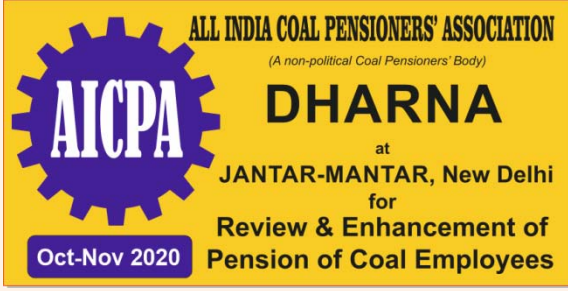 ALL INDIA COAL PENSIONERS' ASSOCIATION
(A non-political Coal Pensioners' Body)
AICPA
DHARNA
at
JANTAR-MANTAR, New Delhi
for
Review & Enhancement of
Pension of Coal Employees
Oct-Nov 2020